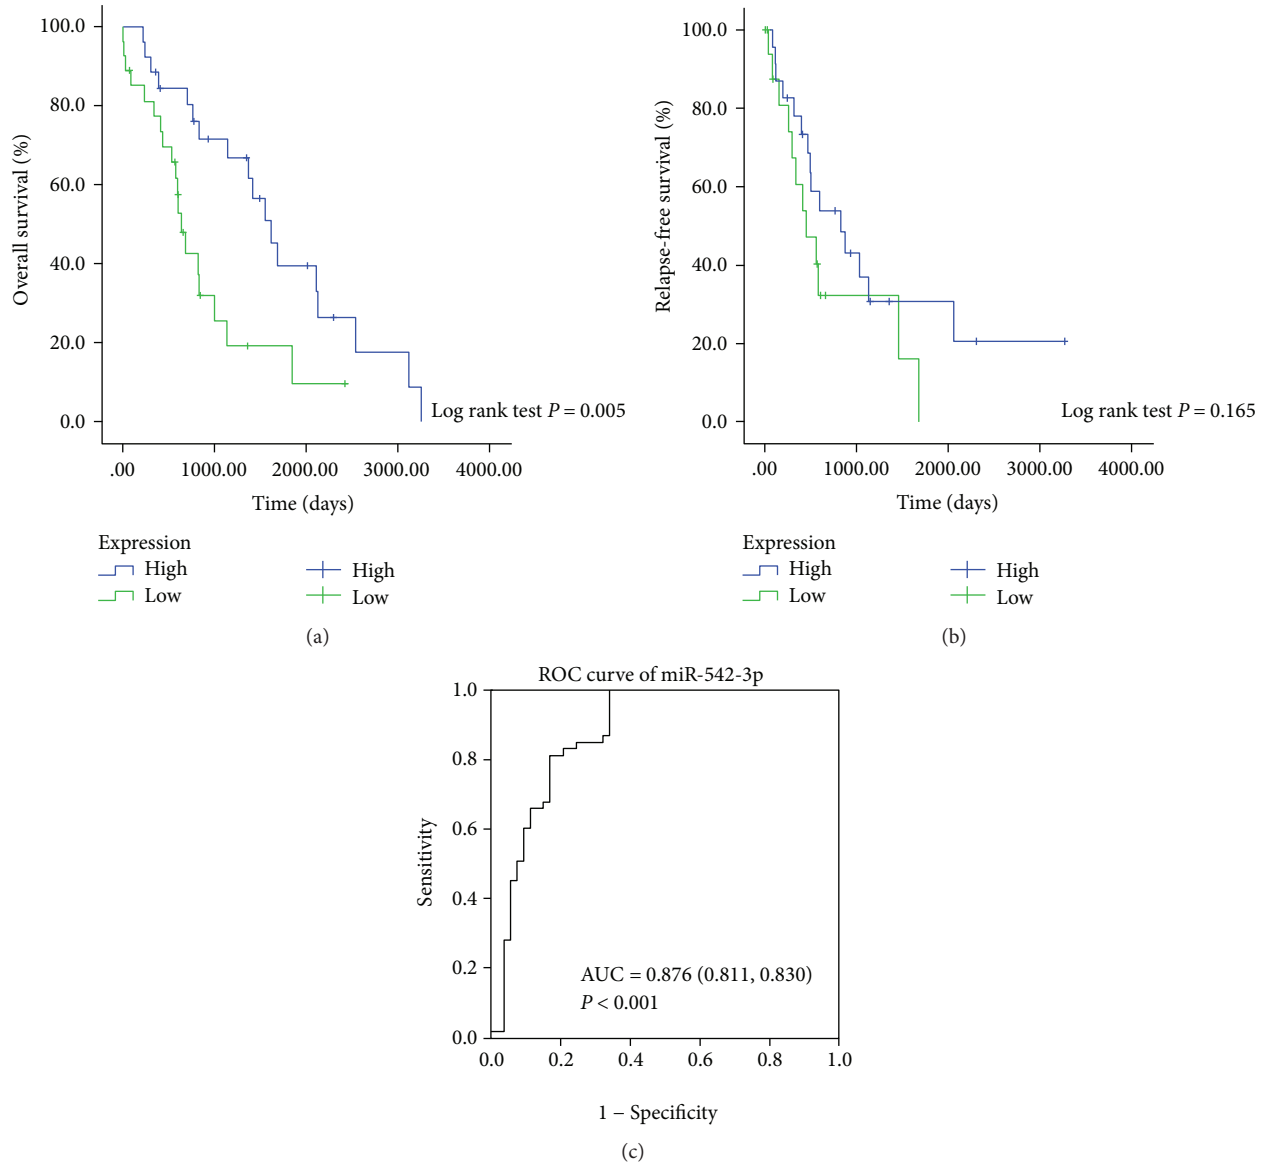 100.0
80.0
60.0
40.0
20.0
0.0
Overall survival (%)
Log rank test P = 0.005
.00 1000.00 2000.00 3000.00 4000.00
Time (days)
Expression
High High
Low Low
(a)
100.0
80.0
60.0
40.0
20.0
0.0
Relapse-free survival (%)
Log rank test P = 0.165
.00 1000.00 2000.00 3000.00 4000.00
Time (days)
Expression
High High
Low Low
(b)
ROC curve of miR-542-3p
1.0
0.8
0.6
0.4
0.2
0.0
Sensitivity
AUC = 0.876 (0.811, 0.830)
P < 0.001
0.0 0.2 0.4 0.6 0.8 1.0
1 − Specificity
(c)